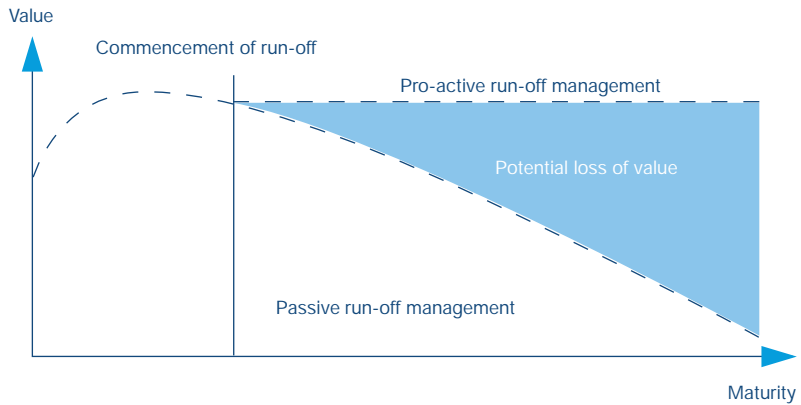 Value
Commencement of run-off
Pro-active run-off management
Potential loss of value
Passive run-off management
Maturity